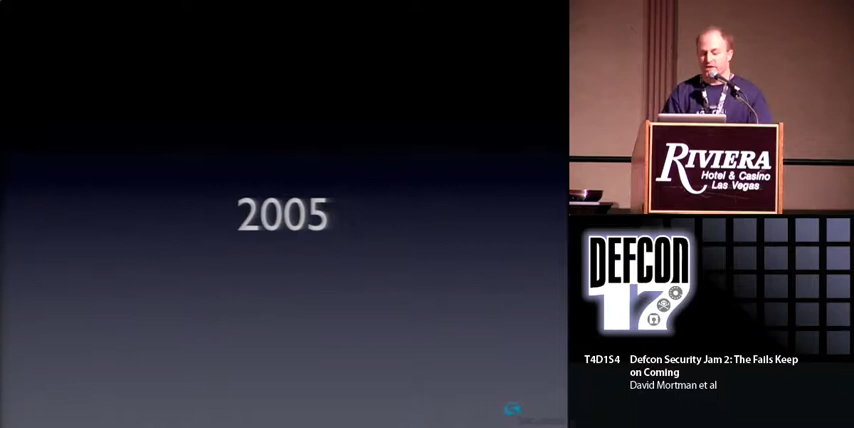 2005
RIVIERA
Hotel & Casino
Las Vegas
DEFCON
17
T4D1S4 Defcon Security Jam 2: The Fails Keep
on Coming
David Mortman et al